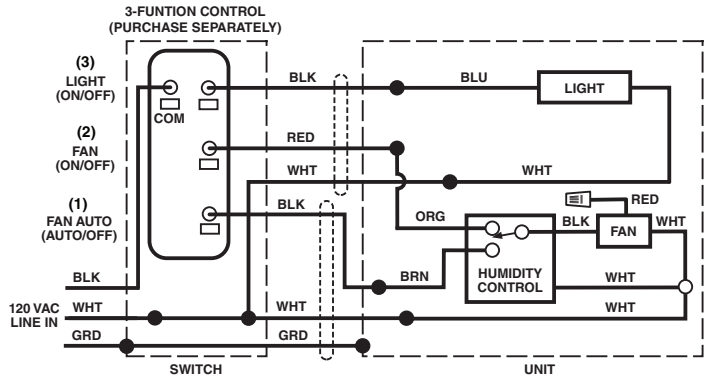 3-FUNTION CONTROL
(PURCHASE SEPARATELY)
(3)
LIGHT
(ON/OFF)
COM
BLK
BLU
LIGHT
(2)
FAN
(ON/OFF)
RED
WHT
WHT
(1)
FAN AUTO
(AUTO/OFF)
BLK
ORG
RED
BLK
FAN
WHT
BRN
HUMIDITY
CONTROL
WHT
BLK
120 VAC
LINE IN
WHT
WHT
WHT
GRD
GRD
SWITCH
UNIT